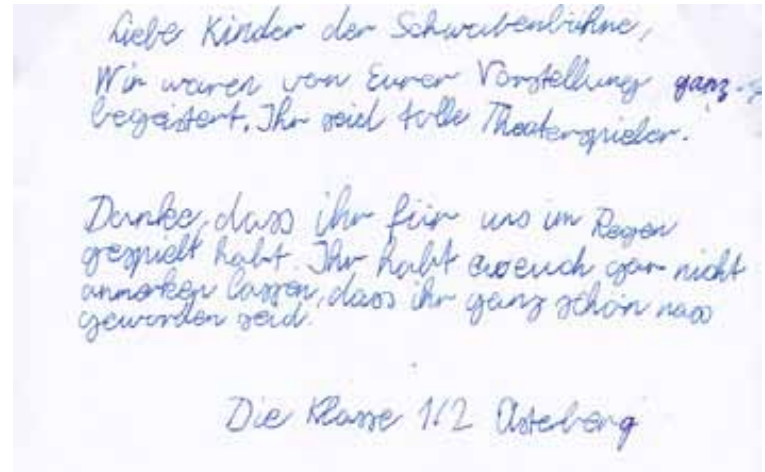 Liebe Kinder der Schwabenbühne,
Wir waren von Eurer Vorstellung ganz
begeistert. Ihr seid tolle Theaterspieler.
Danke, dass ihr für uns im Regen
gespielt habt. Ihr habt euch gar nicht
anmerken lassen, dass ihr ganz schön nass
geworden seid.
Die Klasse 1/2 Osterberg